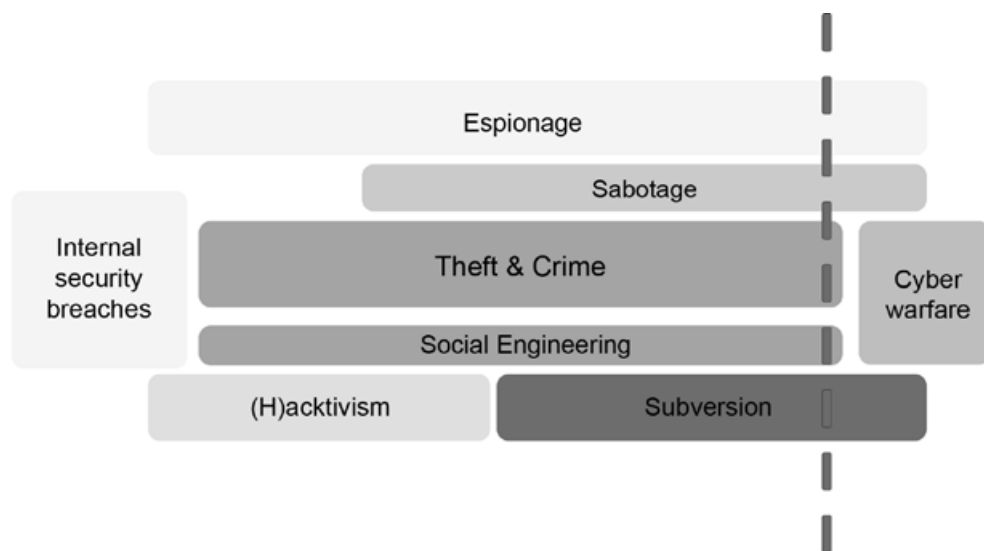 Espionage
Sabotage
Internal
security
breaches
Theft & Crime
Cyber
warfare
Social Engineering
(H)acktivism
Subversion